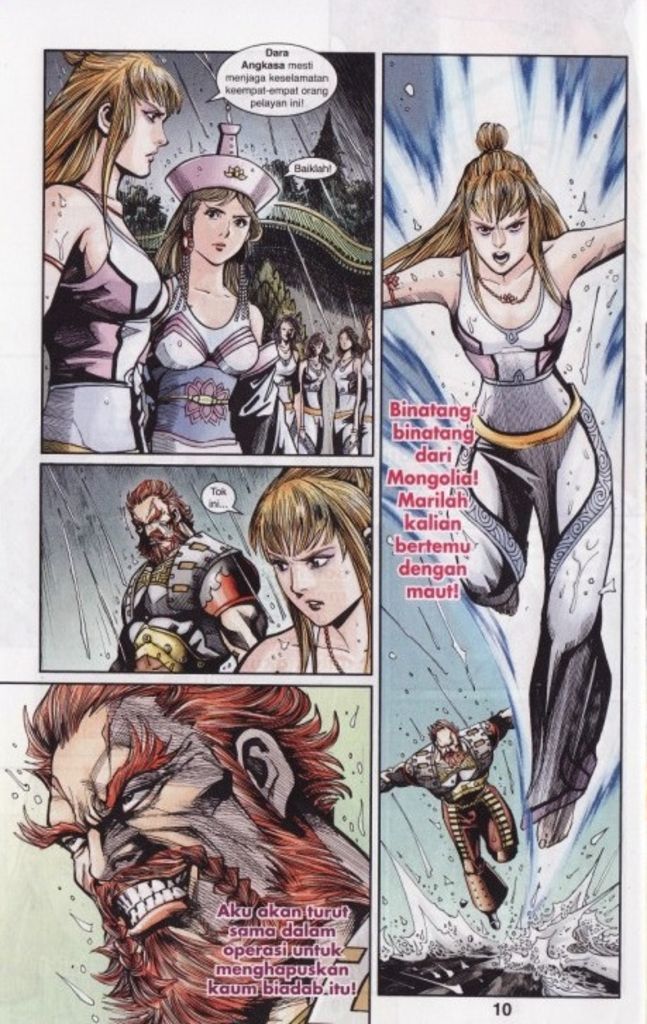 Dara
Angkasa mesti
menjaga keselamatan
keempat-empat orang
pelayan ini!
Baiklah!
Tok
ini...
Aku akan turut
sama dalam
operasi untuk
menghapuskan
kaum biadab itu!
Binatang-
binatang
dari
Mongolia!
Marilah
kalian
bertemu
dengan
maut!
10